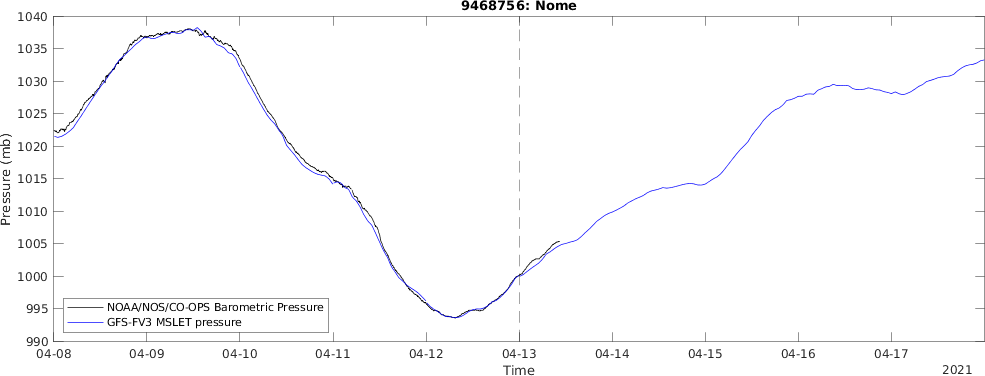 9468756: Nome
1040
1035
1030
1025
1020
1015
1010
1005
1000
995
990
Pressure (mb)
NOAA/NOS/CO-OPS Barometric Pressure
GFS-FV3 MSLET pressure
04-08 04-09 04-10 04-11 04-12 04-13 04-14 04-15 04-16 04-17
Time
2021